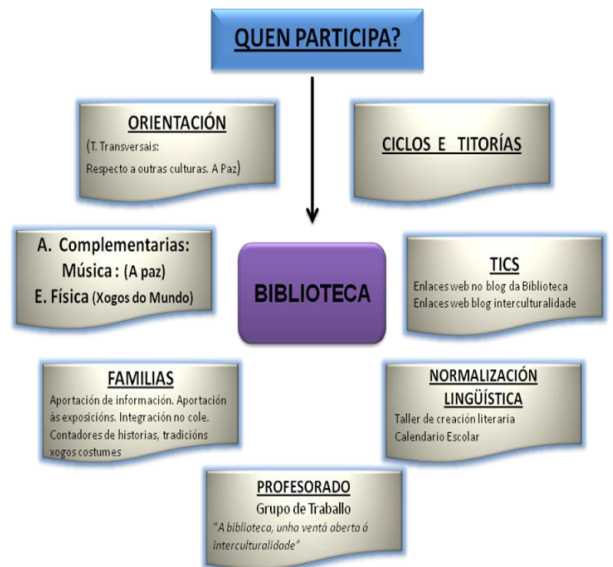 QUEN PARTICIPA?
ORIENTACIÓN
(T. Transversais:
Respecto a outras culturas. A Paz)
CICLOS E TITORÍAS
A. Complementarias:
Música : (A paz)
E. Física (Xogos do Mundo)
BIBLIOTECA
TICS
Enlaces web no blog da Biblioteca
Enlaces web blog interculturalidade
FAMILIAS
Aportación de información. Aportación
ás exposicións. Integración no cole.
Contadores de historias, tradicións
xogos costumes
NORMALIZACIÓN
LINGÜÍSTICA
Taller de creación literaria
Calendario Escolar
PROFESORADO
Grupo de Traballo
"A biblioteca, unha ventá aberta á
interculturalidade"